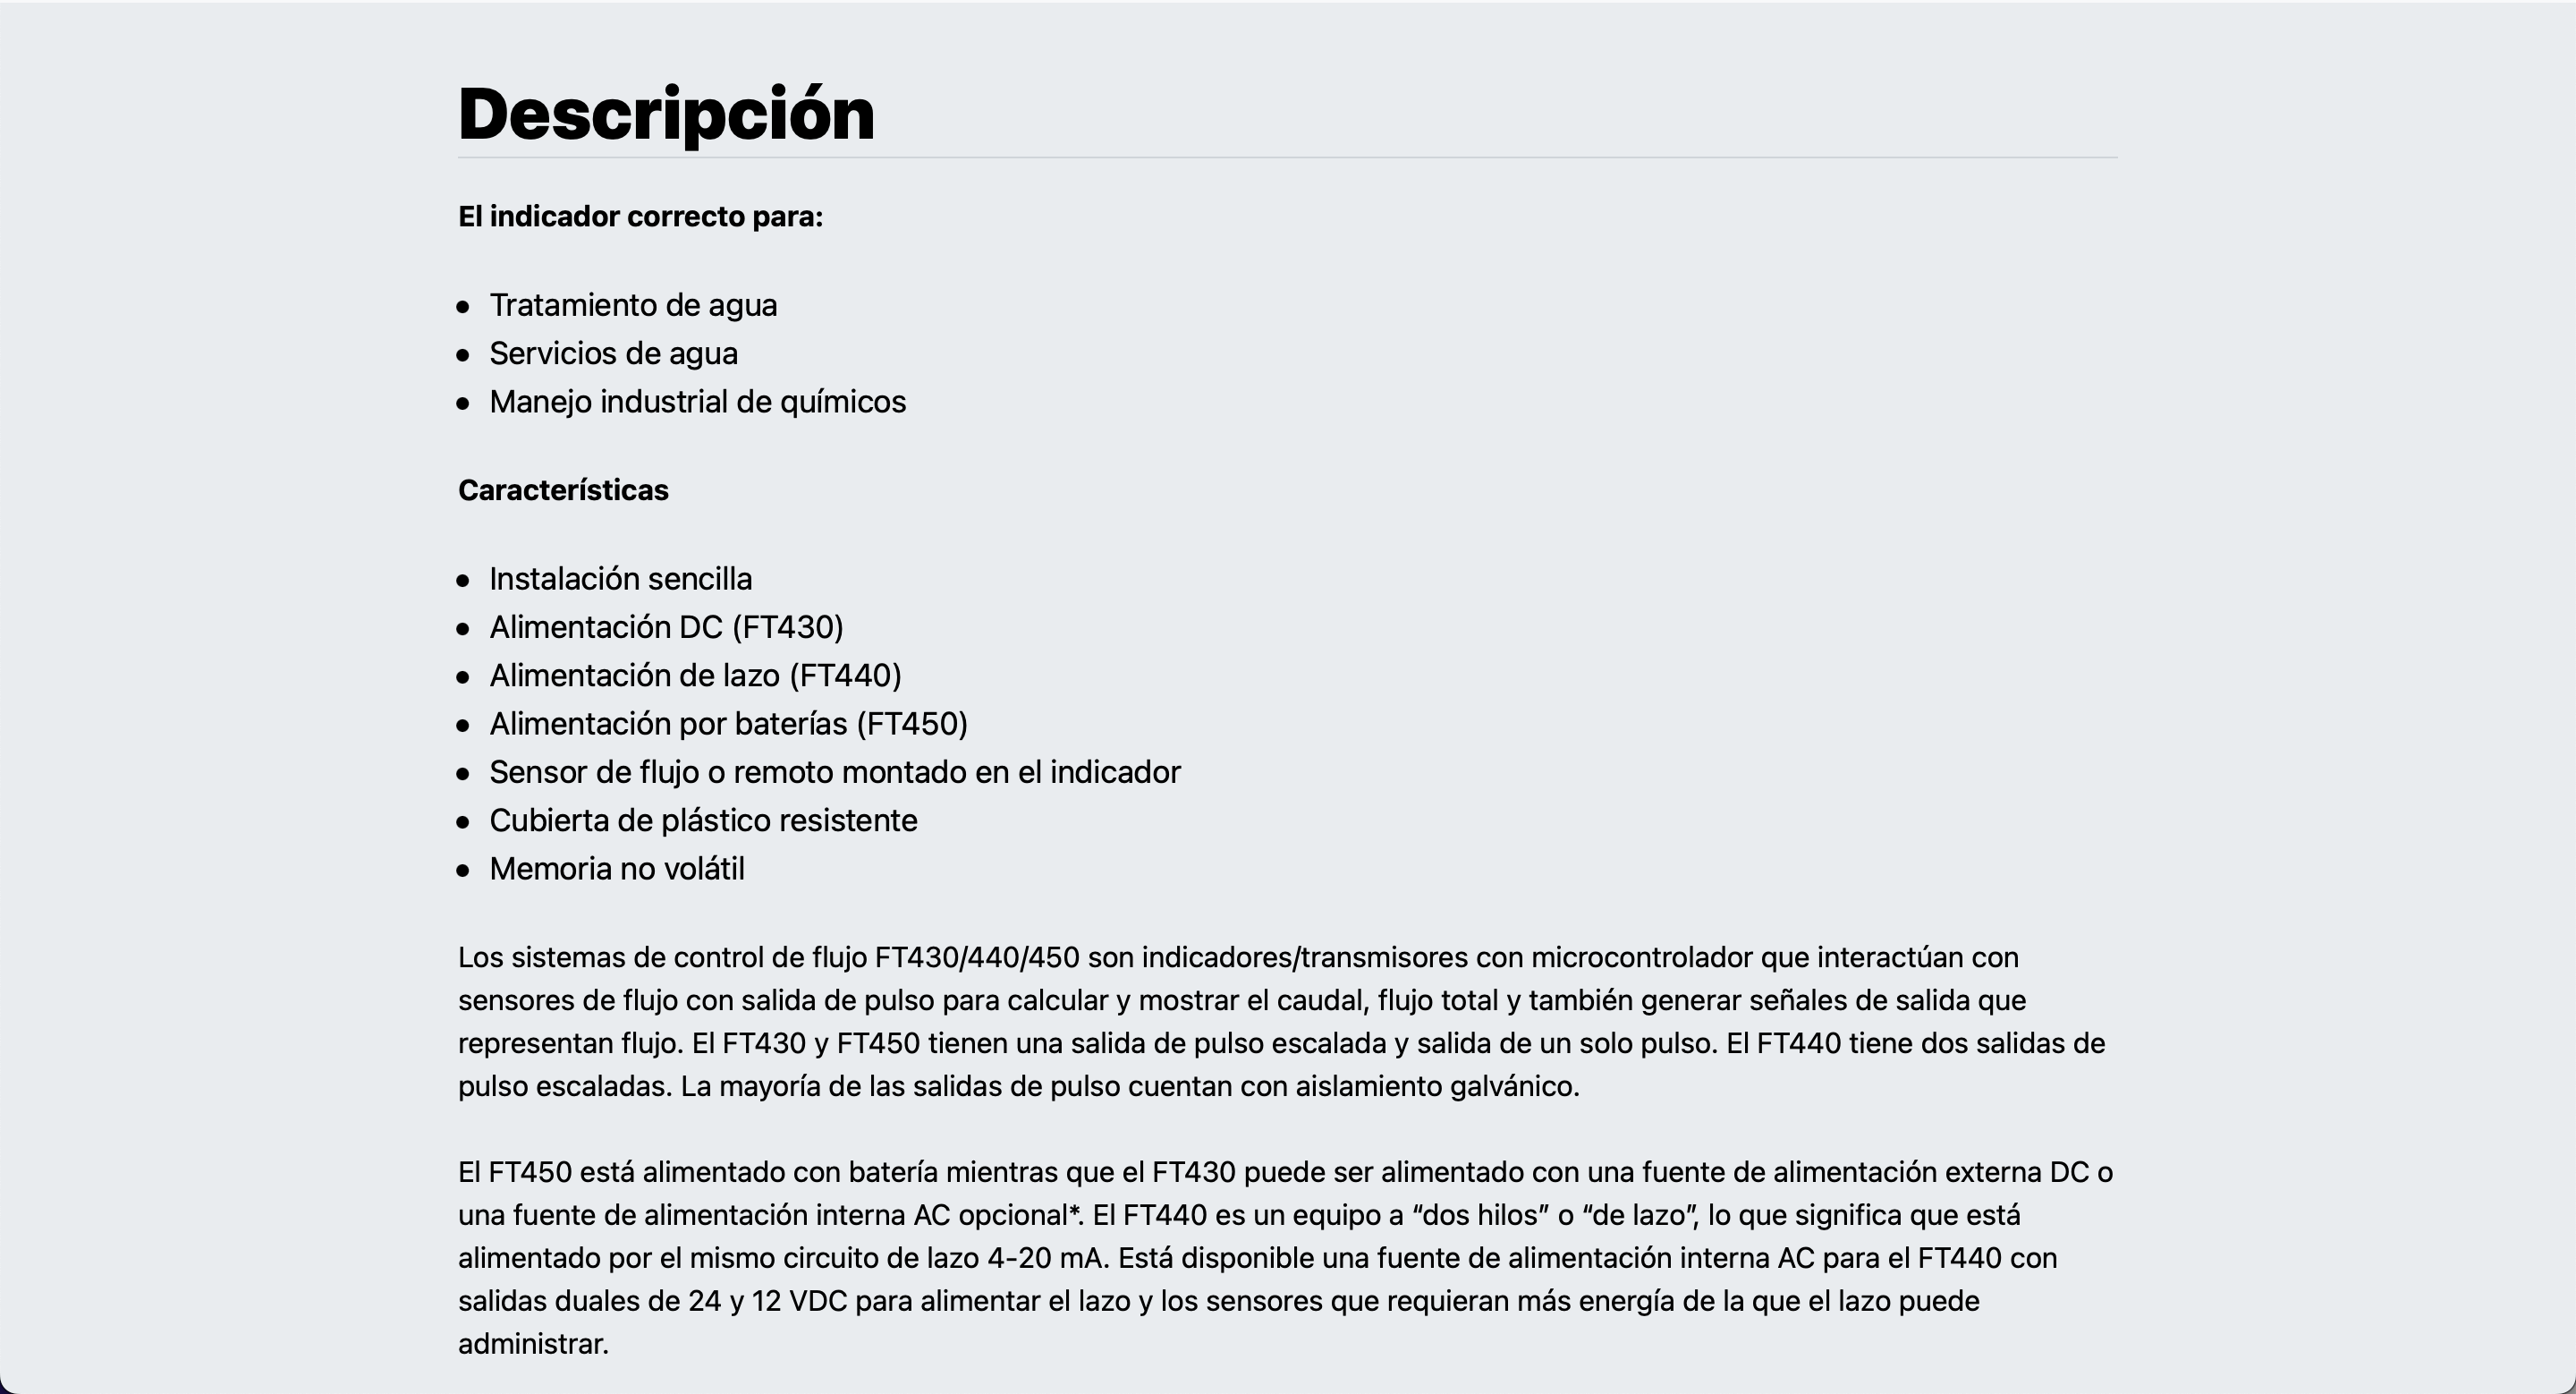 Descripción
El indicador correcto para:
• Tratamiento de agua
• Servicios de agua
• Manejo industrial de químicos
Características
• Instalación sencilla
• Alimentación DC (FT430)
• Alimentación de lazo (FT440)
• Alimentación por baterías (FT450)
• Sensor de flujo o remoto montado en el indicador
• Cubierta de plástico resistente
• Memoria no volátil
Los sistemas de control de flujo FT430/440/450 son indicadores/transmisores con microcontrolador que interactúan con
sensores de flujo con salida de pulso para calcular y mostrar el caudal, flujo total y también generar señales de salida que
representan flujo. El FT430 y FT450 tienen una salida de pulso escalada y salida de un solo pulso. El FT440 tiene dos salidas de
pulso escaladas. La mayoría de las salidas de pulso cuentan con aislamiento galvánico.
El FT450 está alimentado con batería mientras que el FT430 puede ser alimentado con una fuente de alimentación externa DC o
una fuente de alimentación interna AC opcional*. El FT440 es un equipo a “dos hilos” o “de lazo”, lo que significa que está
alimentado por el mismo circuito de lazo 4-20 mA. Está disponible una fuente de alimentación interna AC para el FT440 con
salidas duales de 24 y 12 VDC para alimentar el lazo y los sensores que requieran más energía de la que el lazo puede
administrar.